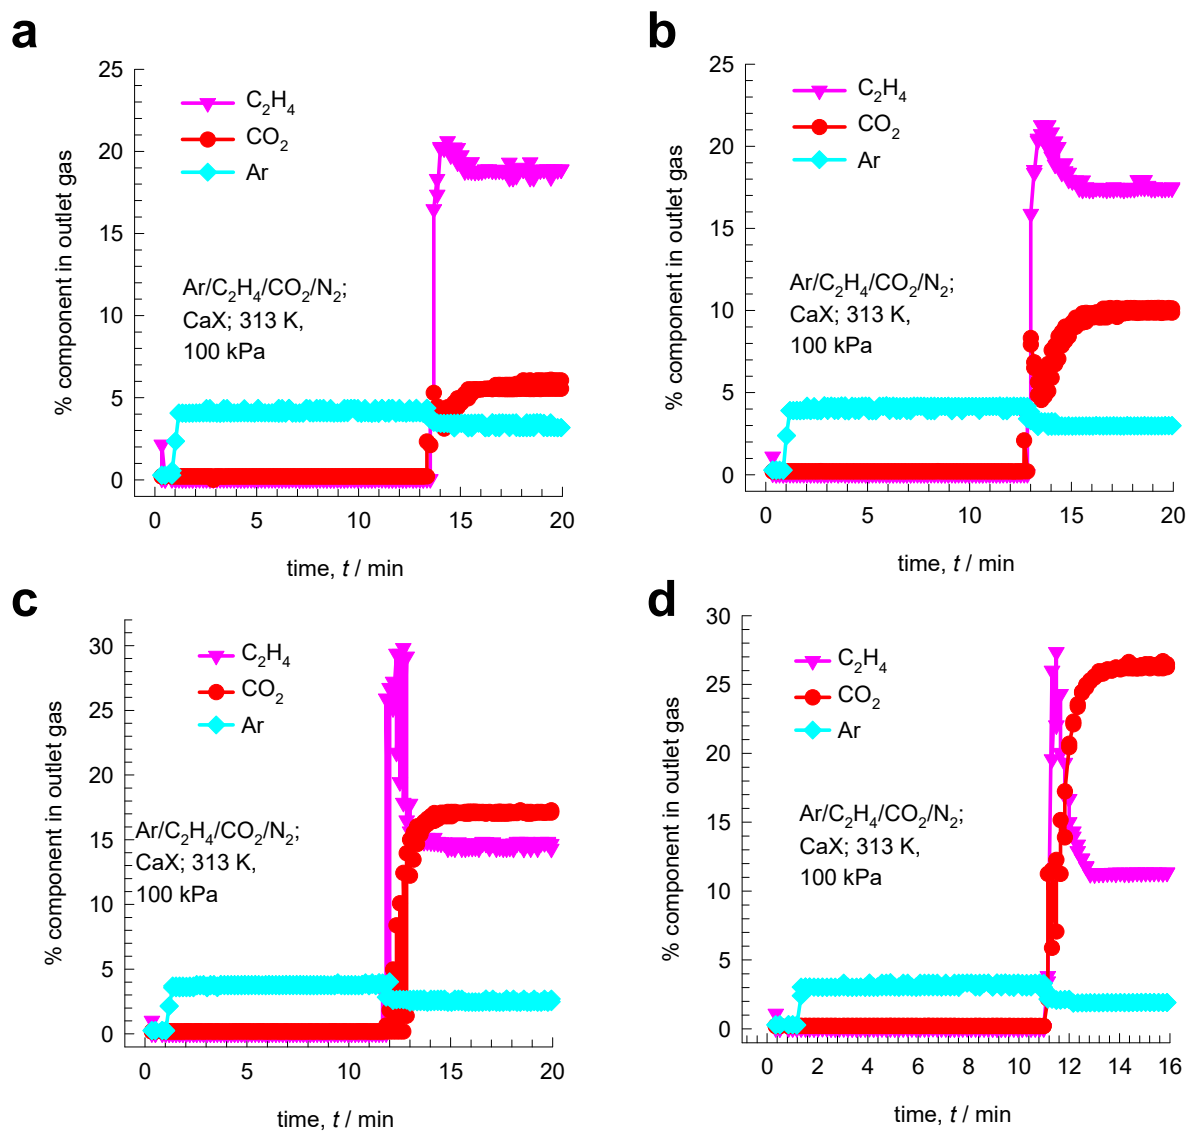 a
25
20
15
10
5
0
% component in outlet gas
C₂H₄
CO₂
Ar
Ar/C₂H₄/CO₂/N₂;
CaX; 313 K,
100 kPa
0 5 10 15 20
time, t / min
b
25
20
15
10
5
0
% component in outlet gas
C₂H₄
CO₂
Ar
Ar/C₂H₄/CO₂/N₂;
CaX; 313 K,
100 kPa
0 5 10 15 20
time, t / min
c
30
25
20
15
10
5
0
% component in outlet gas
C₂H₄
CO₂
Ar
Ar/C₂H₄/CO₂/N₂;
CaX; 313 K,
100 kPa
0 5 10 15 20
time, t / min
d
30
25
20
15
10
5
0
% component in outlet gas
C₂H₄
CO₂
Ar
Ar/C₂H₄/CO₂/N₂;
CaX; 313 K,
100 kPa
0 2 4 6 8 10 12 14 16
time, t / min